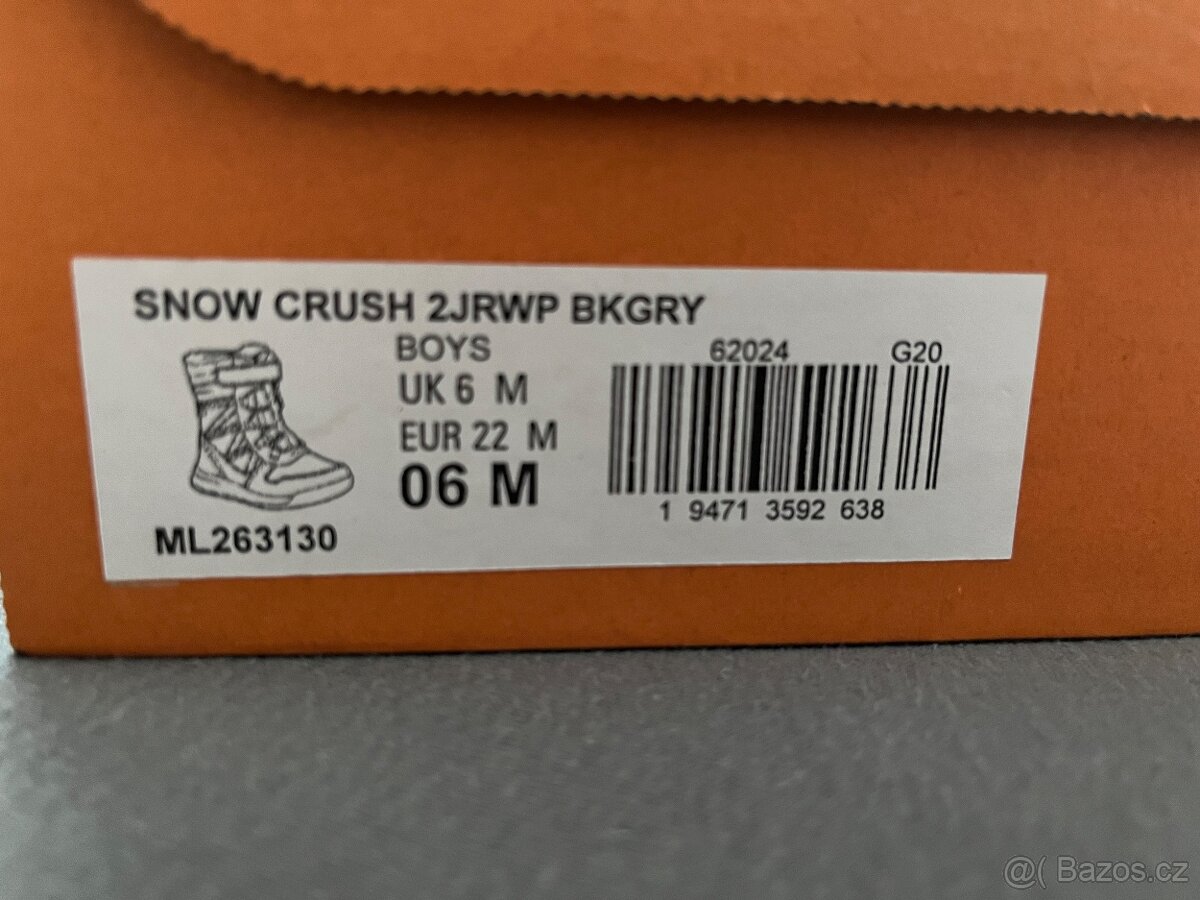 SNOW CRUSH 2JRWP BKGRY
BOYS
UK 6 M
EUR 22 M
06 M
ML263130
62024 G20
1 9471 3592 638
@( Bazos.cz